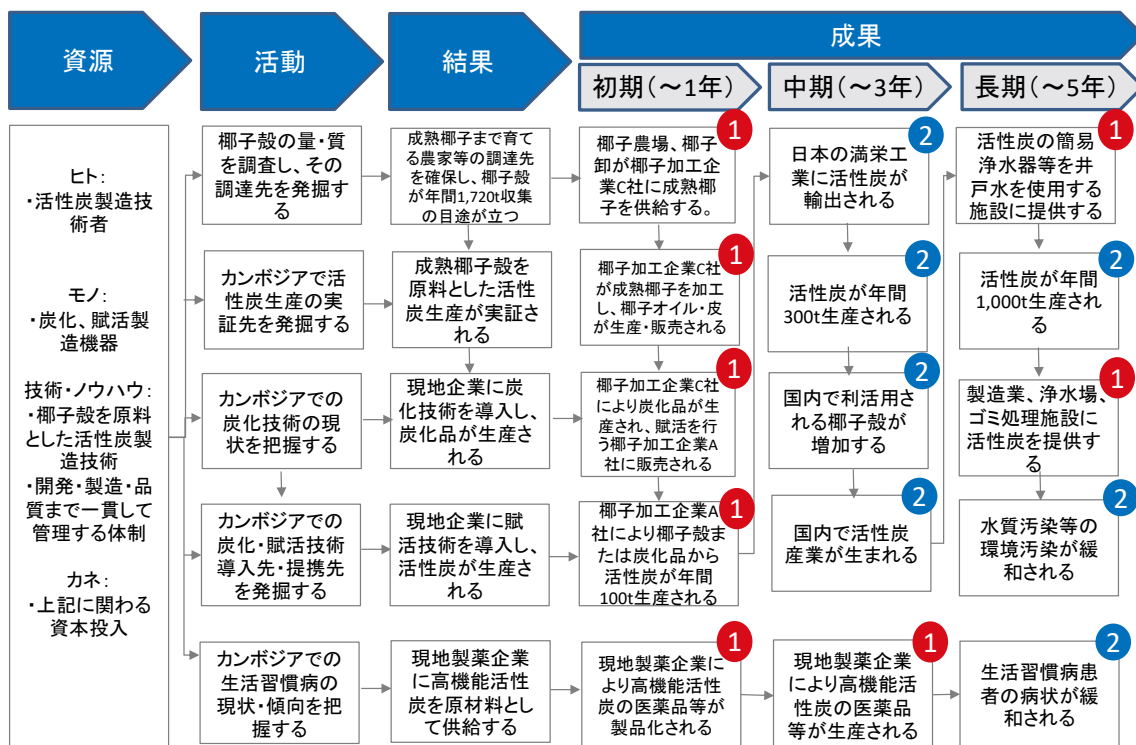 資源
活動
結果
成果
初期(～1年)
中期(～3年)
長期(～5年)
ヒト：
・活性炭製造技
術者
モノ：
・炭化、賦活製
造機器
技術・ノウハウ：
・椰子殻を原料
とした活性炭製
造技術
・開発・製造・品
質まで一貫して
管理する体制
カネ：
・上記に関わる
資本投入
椰子殻の量・質
を調査し、その
調達先を発掘
する
カンボジアで活
性炭生産の実
証先を発掘する
カンボジアでの
炭化技術の現
状を把握する
カンボジアでの
炭化・賦活技術
導入先・提携先
を発掘する
カンボジアでの
生活習慣病の
現状・傾向を把
握する
成熟椰子まで育て
る農家等の調達先
を確保し、椰子殻
が年間1,720t収集
の目途が立つ
成熟椰子殻を
原料とした活性
炭生産が実証さ
れる
現地企業に炭
化技術を導入し、
炭化品が生産さ
れる
現地企業に賦
活技術を導入し、
活性炭が生産さ
れる
現地製薬企業
に高機能活性
炭を原材料とし
て供給する
1
椰子農場、椰子
卸が椰子加工企
業C社に成熟椰
子を供給する。
1
椰子加工企業C社
が成熟椰子を加工
し、椰子オイル・皮
が生産・販売される
1
椰子加工企業C社
により炭化品が生
産され、賦活を行
う椰子加工企業A
社に販売される
1
椰子加工企業A
社により椰子殻ま
たは炭化品から
活性炭が年間
100t生産される
1
現地製薬企業に
より高機能活性
炭の医薬品等が
製品化される
2
日本の満栄工
業に活性炭が
輸出される
2
活性炭が年間
300t生産される
2
国内で利活用さ
れる椰子殻が
増加する
2
国内で活性炭
産業が生まれる
1
現地製薬企業
により高機能活
性炭の医薬品
等が生産される
1
活性炭の簡易
浄水器等を井
戸水を使用する
施設に提供する
2
活性炭が年間
1,000t生産され
る
1
製造業、浄水場、
ゴミ処理施設に
活性炭を提供す
る
2
水質汚染等の
環境汚染が緩
和される
2
生活習慣病患
者の病状が緩
和される